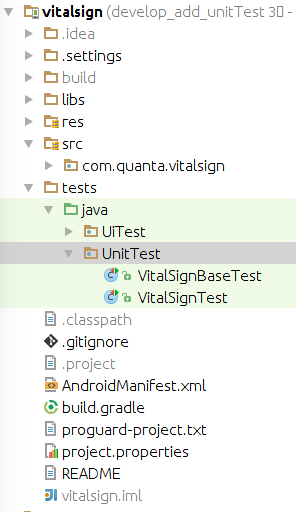 vitalsign (develop_add_unitTest 3
.idea
.settings
build
libs
res
src
com.quanta.vitalsign
tests
java
UiTest
UnitTest
VitalSignBaseTest
VitalSignTest
.classpath
.gitignore
.project
AndroidManifest.xml
build.gradle
proguard-project.txt
project.properties
README
vitalsign.iml